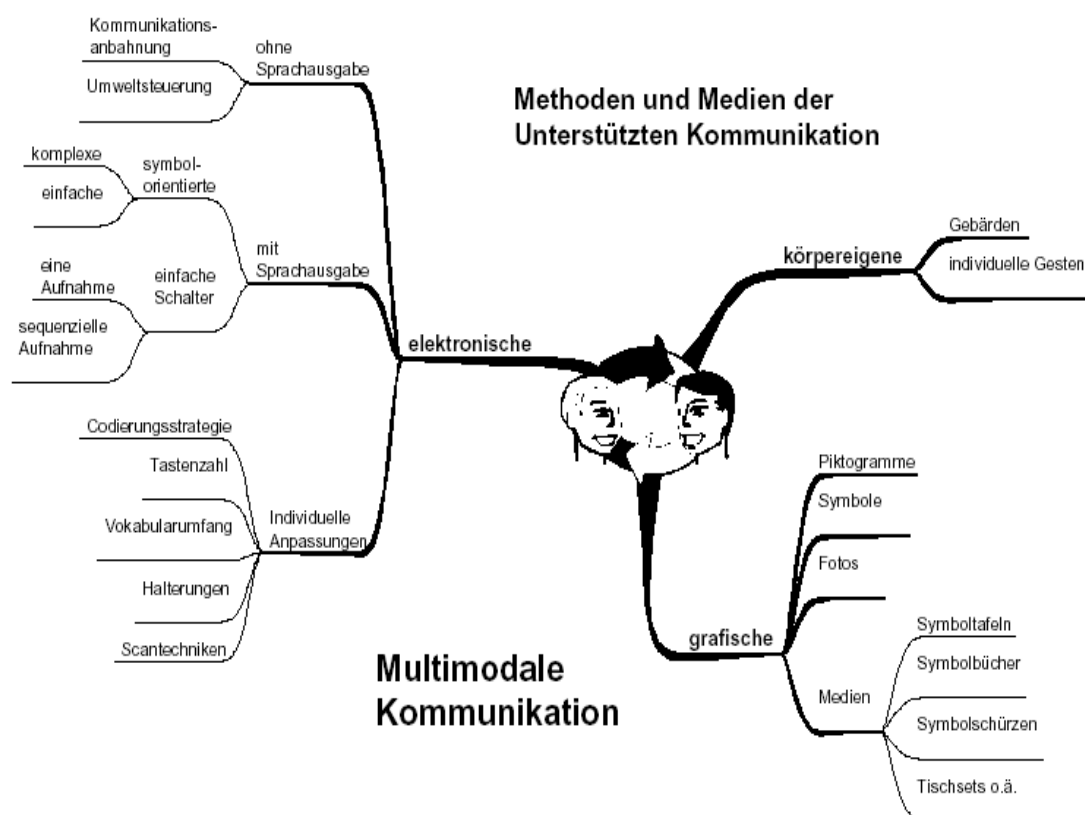 Methoden und Medien der
Unterstützten Kommunikation
Kommunikations-
anbahnung
Umweltsteuerung
ohne
Sprachausgabe
komplexe
einfache
symbol-
orientierte
eine
Aufnahme
sequenzielle
Aufnahme
einfache
Schalter
mit
Sprachausgabe
elektronische
Codierungsstrategie
Tastenzahl
Vokabularumfang
Halterungen
Scantechniken
Individuelle
Anpassungen
körpereigene
Gebärden
individuelle Gesten
grafische
Piktogramme
Symbole
Fotos
Medien
Symboltafeln
Symbolbücher
Symbolschürzen
Tischsets o.ä.
Multimodale
Kommunikation